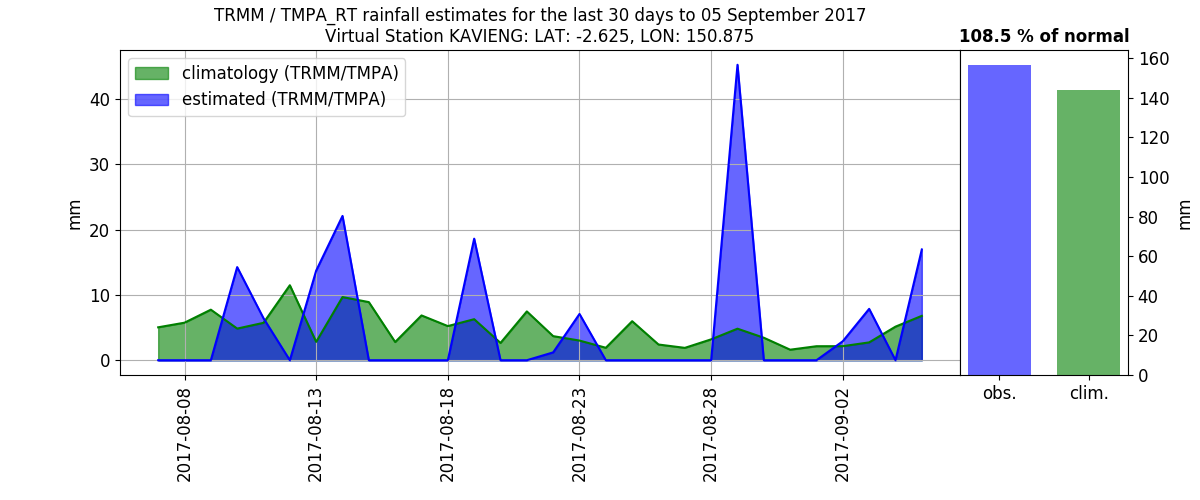 TRMM / TMPA_RT rainfall estimates for the last 30 days to 05 September 2017
Virtual Station KAVIENG: LAT: -2.625, LON: 150.875
108.5 % of normal
climatology (TRMM/TMPA)
estimated (TRMM/TMPA)
mm
40
30
20
10
0
2017-08-08
2017-08-13
2017-08-18
2017-08-23
2017-08-28
2017-09-02
160
140
120
100
80
60
40
20
0
mm
obs.
clim.